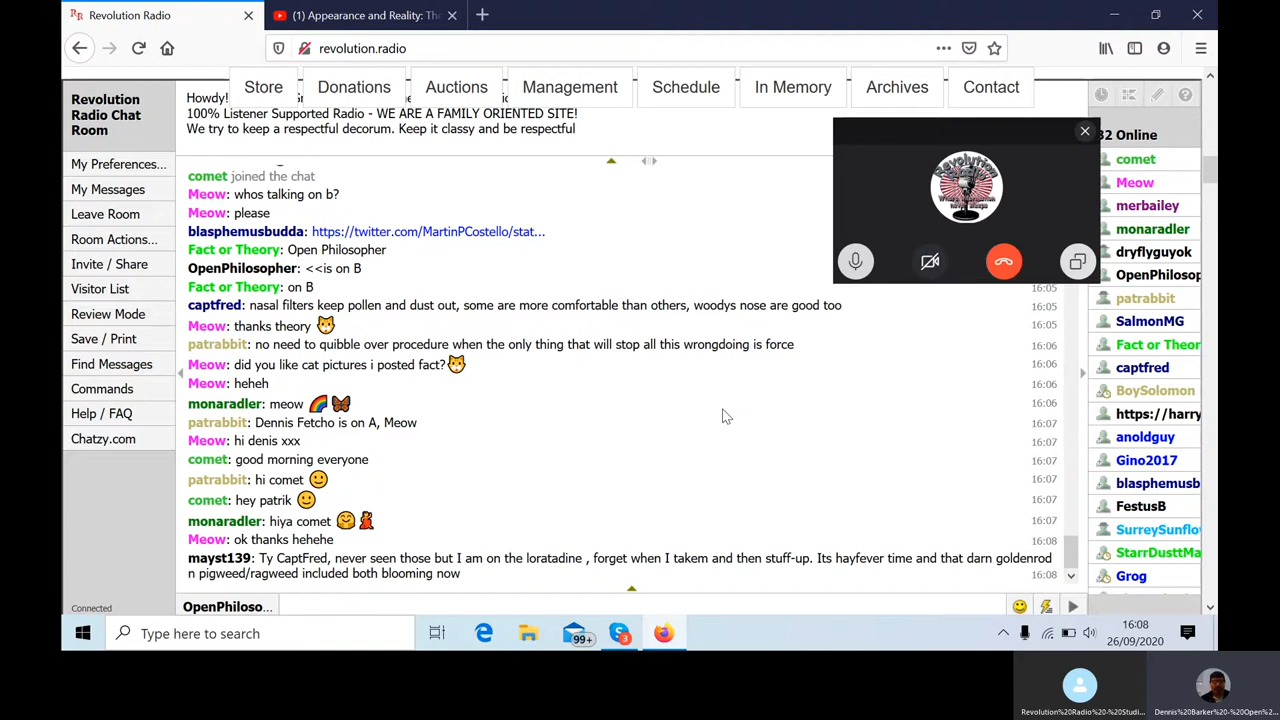 Revolution Radio
(1) Appearance and Reality: The
revolution.radio
Store
Donations
Auctions
Management
Schedule
In Memory
Archives
Contact
Revolution
Radio Chat
Room
My Preferences...
My Messages
Leave Room
Room Actions...
Invite / Share
Visitor List
Review Mode
Save / Print
Find Messages
Commands
Help / FAQ
Chatzy.com
Connected
Howdy!
100% Listener Supported Radio - WE ARE A FAMILY ORIENTED SITE!
We try to keep a respectful decorum. Keep it classy and be respectful
comet joined the chat
Meow: whos talking on b?
Meow: please
blasphemusbudda: https://twitter.com/MartinPCostello/stat...
Fact or Theory: Open Philosopher
OpenPhilosopher: <<is on B
Fact or Theory: on B
16:05
captfred: nasal filters keep pollen and dust out, some are more comfortable than others, woodys nose are good too 16:05
Meow: thanks theory 16:05
patrabbit: no need to quibble over procedure when the only thing that will stop all this wrongdoing is force 16:06
Meow: did you like cat pictures i posted fact? 16:06
Meow: heheh 16:06
monaradler: meow 16:06
patrabbit: Dennis Fetcho is on A, Meow 16:07
Meow: hi denis xxx 16:07
comet: good morning everyone 16:07
patrabbit: hi comet 16:07
comet: hey patrik 16:07
monaradler: hiya comet 16:07
Meow: ok thanks hehehe 16:08
mayst139: Ty CaptFred, never seen those but I am on the loratadine , forget when I takem and then stuff-up. Its hayfever time and that darn goldenrod
n pigweed/ragweed included both blooming now 16:08
OpenPhiloso...
32 Online
comet
Meow
merbailey
monaradler
dryflyguyok
OpenPhilosop
patrabbit
SalmonMG
Fact or Theor
captfred
BoySolomon
https://harry
anoldguy
Gino2017
blasphemusb
FestusB
SurreySunflow
StarrDusttMa
Grog
Type here to search
99+
3
16:08
26/09/2020
Revolution%20Radio%20-%20Studi...
Dennis%20Barker%20-%20Open%2...